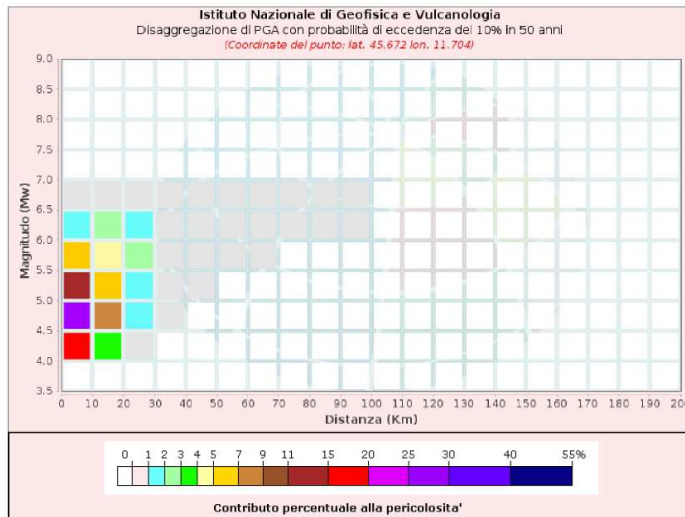 Istituto Nazionale di Geofisica e Vulcanologia
Disaggregazione di PGA con probabilità di eccedenza del 10% in 50 anni
(Coordinate del punto: lat. 45.672 lon. 11.704)
Magnitudo (Mw)
9.0
8.5
8.0
7.5
7.0
6.5
6.0
5.5
5.0
4.5
4.0
3.5
0 10 20 30 40 50 60 70 80 90 100 110 120 130 140 150 160 170 180 190 200
Distanza (Km)
0 1 2 3 4 5 7 9 11 15 20 25 30 40 55%
Contributo percentuale alla pericolosita'